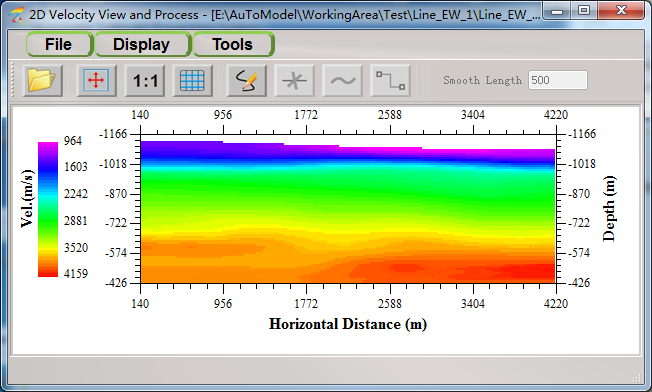 2D Velocity View and Process - [E:\AuToModel\WorkingArea\Test\Line_EW_1\Line_EW_...
File Display Tools
1:1 Smooth Length 500
140 956 1772 2588 3404 4220
Vel.(m/s)
964
1603
2242
2881
3520
4159
-1166
-1018
-870
-722
-574
-426
-1166
-1018
-870
-722
-574
-426
Depth (m)
140 956 1772 2588 3404 4220
Horizontal Distance (m)